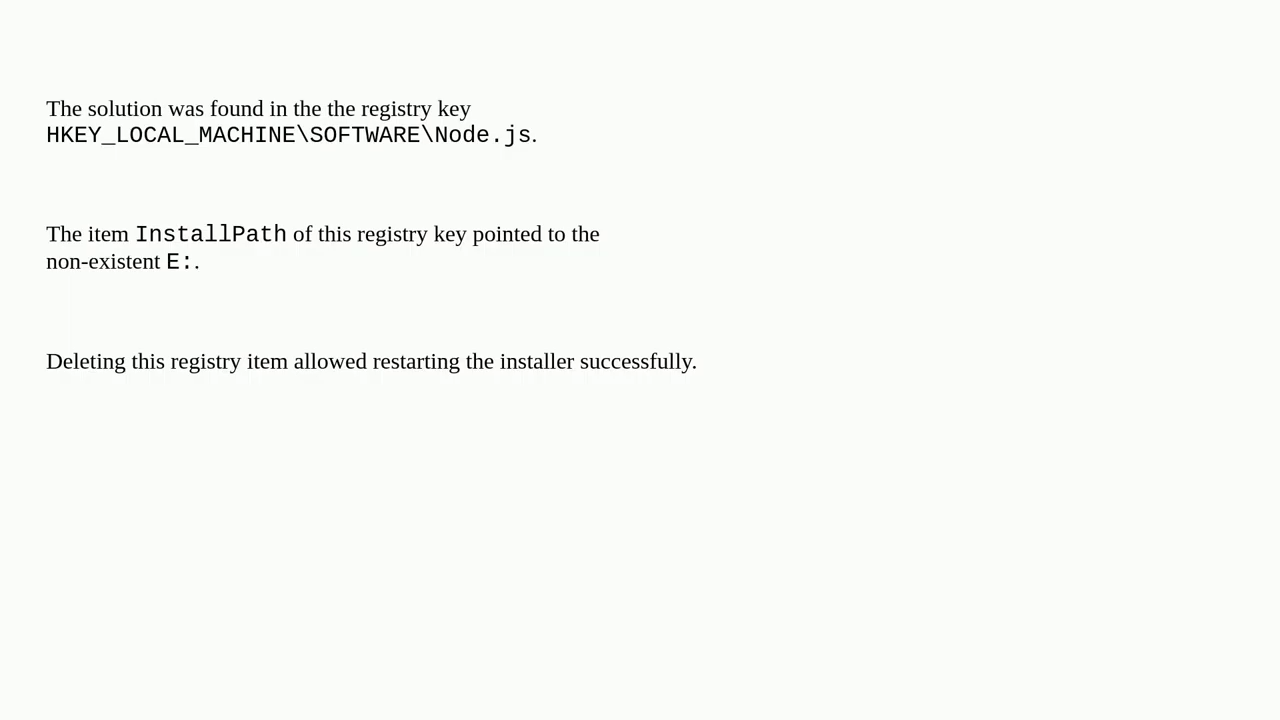 The solution was found in the the registry key
HKEY_LOCAL_MACHINE\SOFTWARE\Node.js.
The item InstallPath of this registry key pointed to the
non-existent E:.
Deleting this registry item allowed restarting the installer successfully.